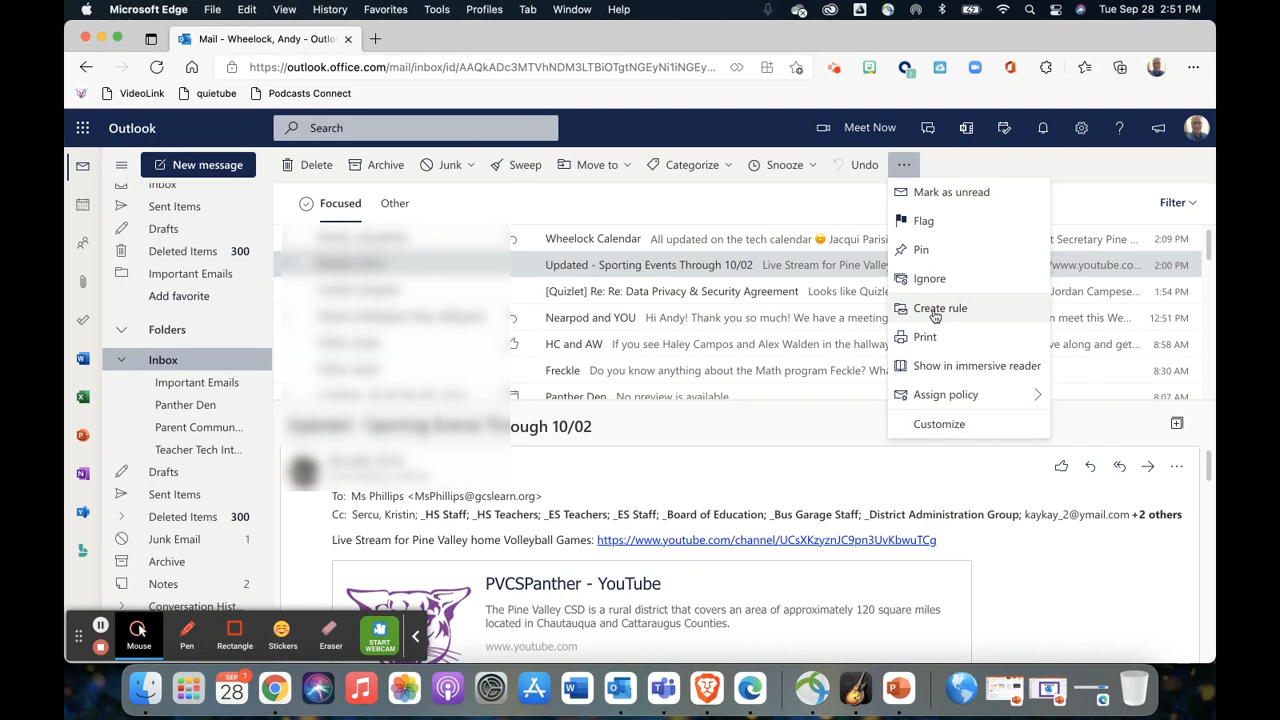 Microsoft Edge File Edit View History Favorites Tools Profiles Tab Window Help Tue Sep 28 2:51 PM
Mail - Wheelock, Andy - Outlo
https://outlook.office.com/mail/inbox/id/AAQkADc3MTVhNDM3LTBiOTgtNGEyNi1iNGEyNW...
VideoLink quietube Podcasts Connect
Outlook Search Meet Now
New message Delete Archive Junk Sweep Move to Categorize Snooze Undo
Inbox
Sent Items
Drafts
Deleted Items 300
Important Emails
Add favorite
Folders
Inbox
Important Emails
Panther Den
Parent Commun...
Teacher Tech Int...
Drafts
Sent Items
Deleted Items 300
Junk Email 1
Archive
Notes 2
Conversation Hist...
Focused Other Filter
Wheelock Calendar All updated on the tech calendar 😊 Jacqui Parisi t Secretary Pine ... 2:09 PM
Updated - Sporting Events Through 10/02 Live Stream for Pine Valley /www.youtube.co... 2:00 PM
[Quizlet] Re: Re: Data Privacy & Security Agreement Looks like Quizlet Jordan Campese... 1:54 PM
Nearpod and YOU Hi Andy! Thank you so much! We have a meeting n meet this We... 12:51 PM
HC and AW If you see Haley Campos and Alex Walden in the hallway ve along and get... 8:58 AM
Freckle Do you know anything about the Math program Freckle? Wha 8:30 AM
Panther Den No preview is available. 8:07 AM
Mark as unread
Flag
Pin
Ignore
Create rule
Print
Show in immersive reader
Assign policy
Customize
Updated - Sporting Events Through 10/02
To: Ms Phillips <MsPhillips@gcslearn.org>
Cc: Sercu, Kristin; _HS Staff; _HS Teachers; _ES Teachers; _ES Staff; _Board of Education; _Bus Garage Staff; _District Administration Group; kaykay_2@ymail.com +2 others
Live Stream for Pine Valley home Volleyball Games: https://www.youtube.com/channel/UCsXKzyznJC9pn3UvKbwuTCg
PVCSPanther - YouTube
The Pine Valley CSD is a rural district that covers an area of approximately 120 square miles
located in Chautauqua and Cattaraugus Counties.
www.youtube.com
Mouse Pen Rectangle Stickers Eraser START
WEBCAM
SEP 1
28